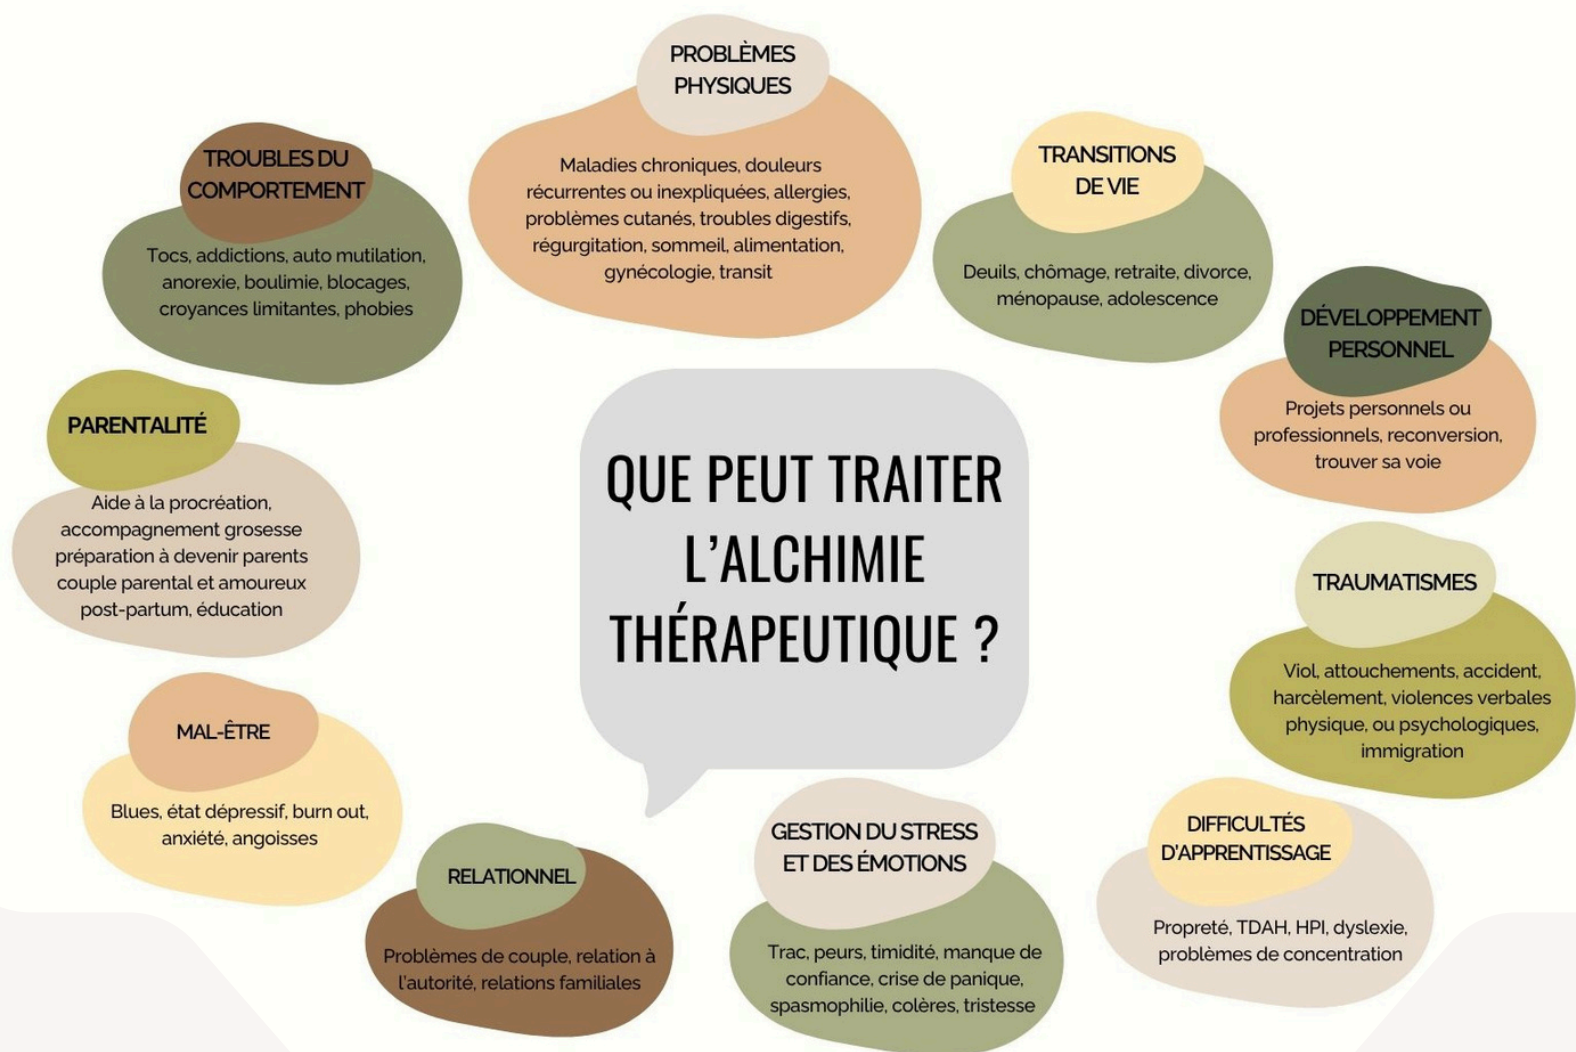 PROBLÈMES
PHYSIQUES
Maladies chroniques, douleurs
récurrentes ou inexpliquées, allergies,
problèmes cutanés, troubles digestifs,
régurgitation, sommeil, alimentation,
gynécologie, transit
TROUBLES DU
COMPORTEMENT
Tocs, addictions, auto mutilation,
anorexie, boulimie, blocages,
croyances limitantes, phobies
TRANSITIONS
DE VIE
Deuils, chômage, retraite, divorce,
ménopause, adolescence
DÉVELOPPEMENT
PERSONNEL
Projets personnels ou
professionnels, reconversion,
trouver sa voie
PARENTALITÉ
Aide à la procréation,
accompagnement grosesse
préparation à devenir parents
couple parental et amoureux
post-partum, éducation
QUE PEUT TRAITER
L'ALCHIMIE
THÉRAPEUTIQUE ?
TRAUMATISMES
Viol, attouchements, accident,
harcèlement, violences verbales
physique, ou psychologiques,
immigration
MAL-ÊTRE
Blues, état dépressif, burn out,
anxiété, angoisses
RELATIONNEL
Problèmes de couple, relation à
l'autorité, relations familiales
GESTION DU STRESS
ET DES ÉMOTIONS
Trac, peurs, timidité, manque de
confiance, crise de panique,
spasmophilie, colères, tristesse
DIFFICULTÉS
D'APPRENTISSAGE
Propreté, TDAH, HPI, dyslexie,
problèmes de concentration